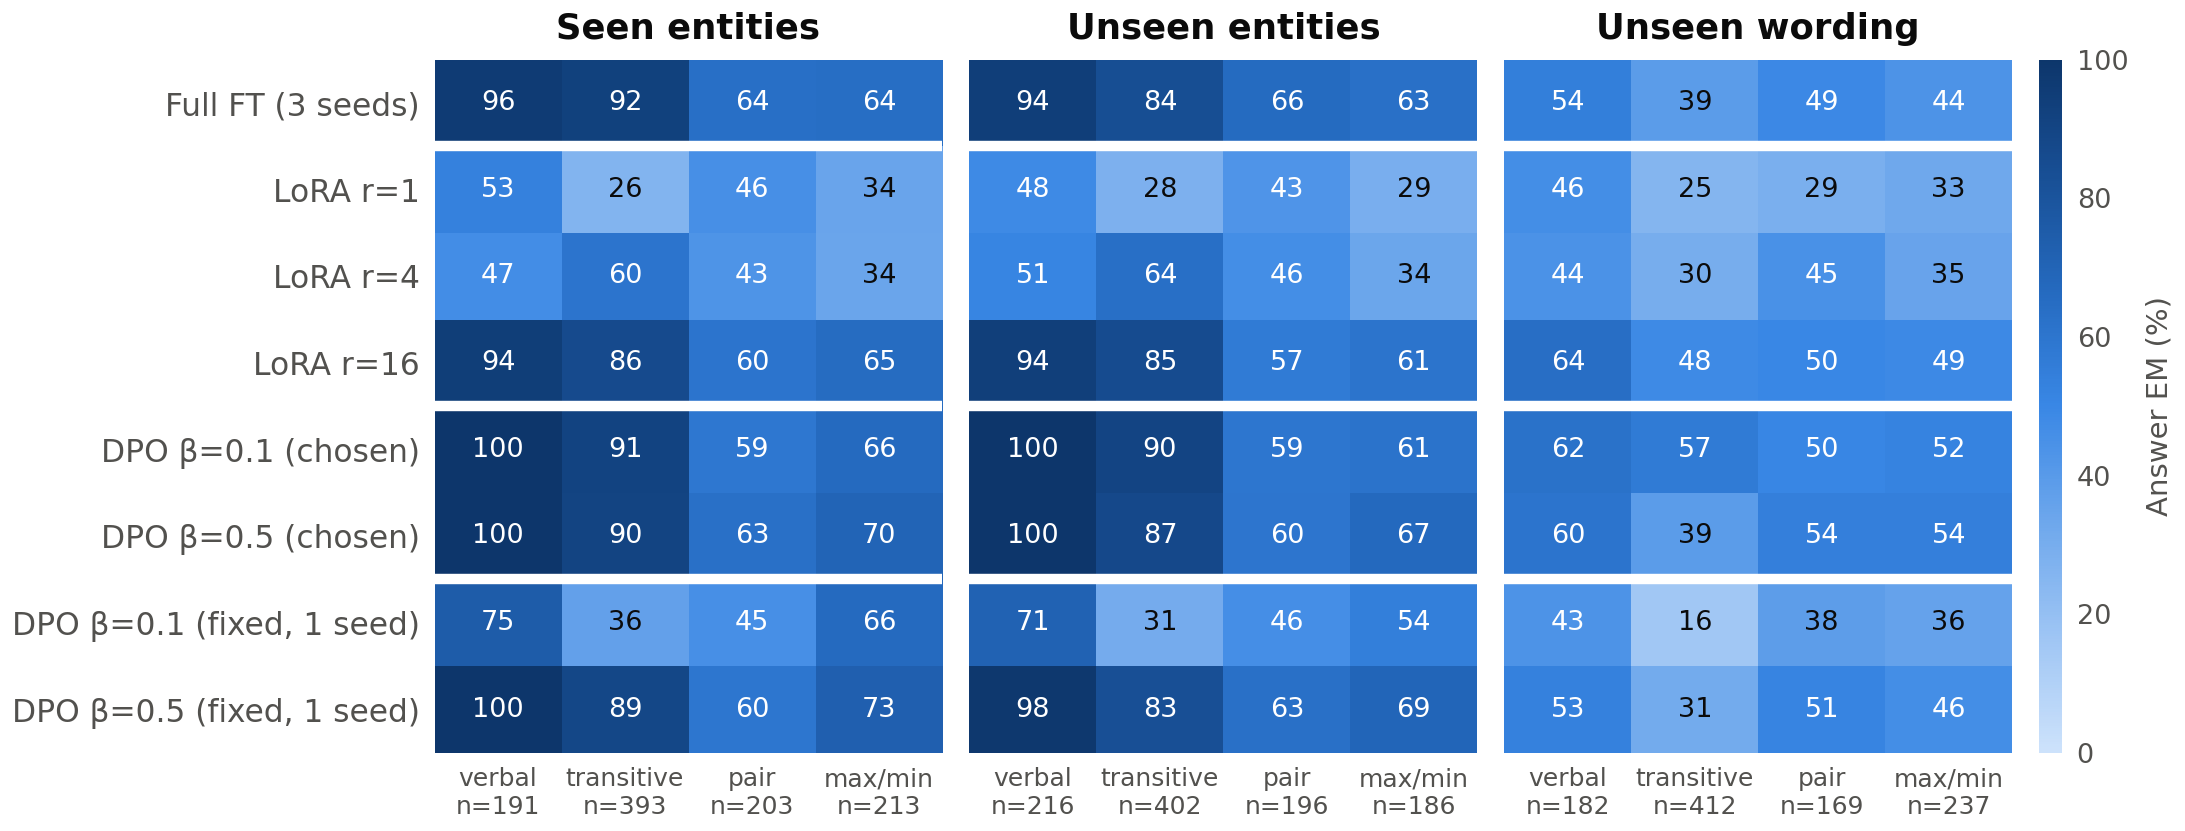 Seen entities Unseen entities Unseen wording
Full FT (3 seeds) 96 92 64 64 94 84 66 63 54 39 49 44
LoRA r=1 53 26 46 34 48 28 43 29 46 25 29 33
LoRA r=4 47 60 43 34 51 64 46 34 44 30 45 35
LoRA r=16 94 86 60 65 94 85 57 61 64 48 50 49
DPO β=0.1 (chosen) 100 91 59 66 100 90 59 61 62 57 50 52
DPO β=0.5 (chosen) 100 90 63 70 100 87 60 67 60 39 54 54
DPO β=0.1 (fixed, 1 seed) 75 36 45 66 71 31 46 54 43 16 38 36
DPO β=0.5 (fixed, 1 seed) 100 89 60 73 98 83 63 69 53 31 51 46
verbal transitive pair max/min verbal transitive pair max/min verbal transitive pair max/min
n=191 n=393 n=203 n=213 n=216 n=402 n=196 n=186 n=182 n=412 n=169 n=237
100
80
60
40
20
0
Answer EM (%)